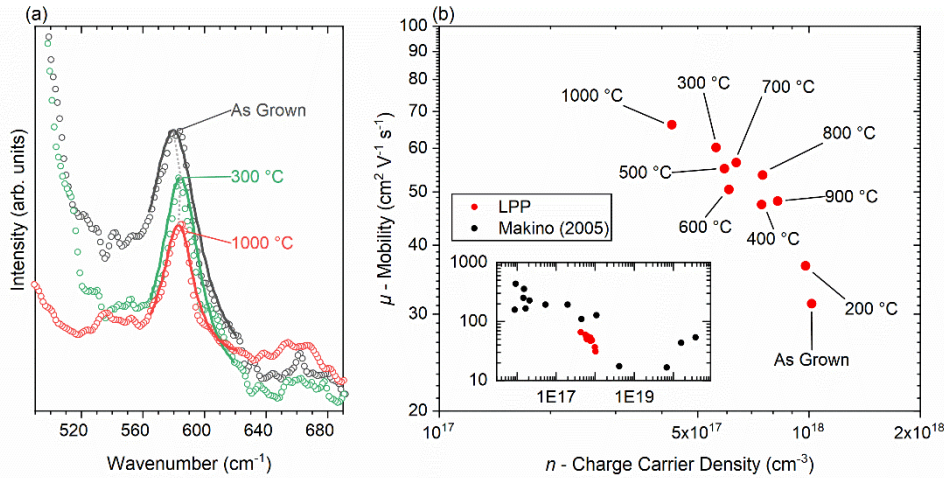 (a)
Intensity (arb. units)
As Grown
300 °C
1000 °C
520 560 600 640 680
Wavenumber (cm⁻¹)
(b)
μ - Mobility (cm² V⁻¹ s⁻¹)
100
90
80
70
60
50
40
30
20
1000 °C
300 °C
700 °C
800 °C
500 °C
900 °C
600 °C
400 °C
200 °C
As Grown
LPP
Makino (2005)
1000
100
10
1E17 1E19
10¹⁷ 5x10¹⁷ 10¹⁸ 2x10¹⁸
n - Charge Carrier Density (cm⁻³)